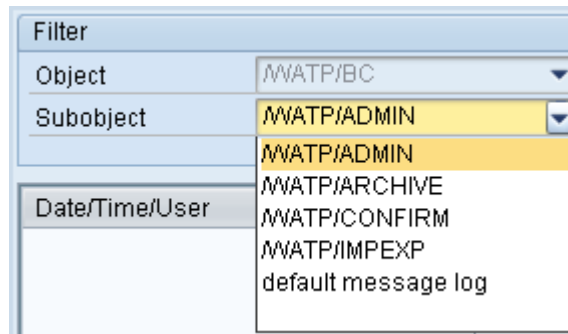 Filter
Object /WATP/BC
Subobject /WATP/ADMIN
/WATP/ADMIN
/WATP/ARCHIVE
/WATP/CONFIRM
/WATP/IMPEXP
default message log
Date/Time/User